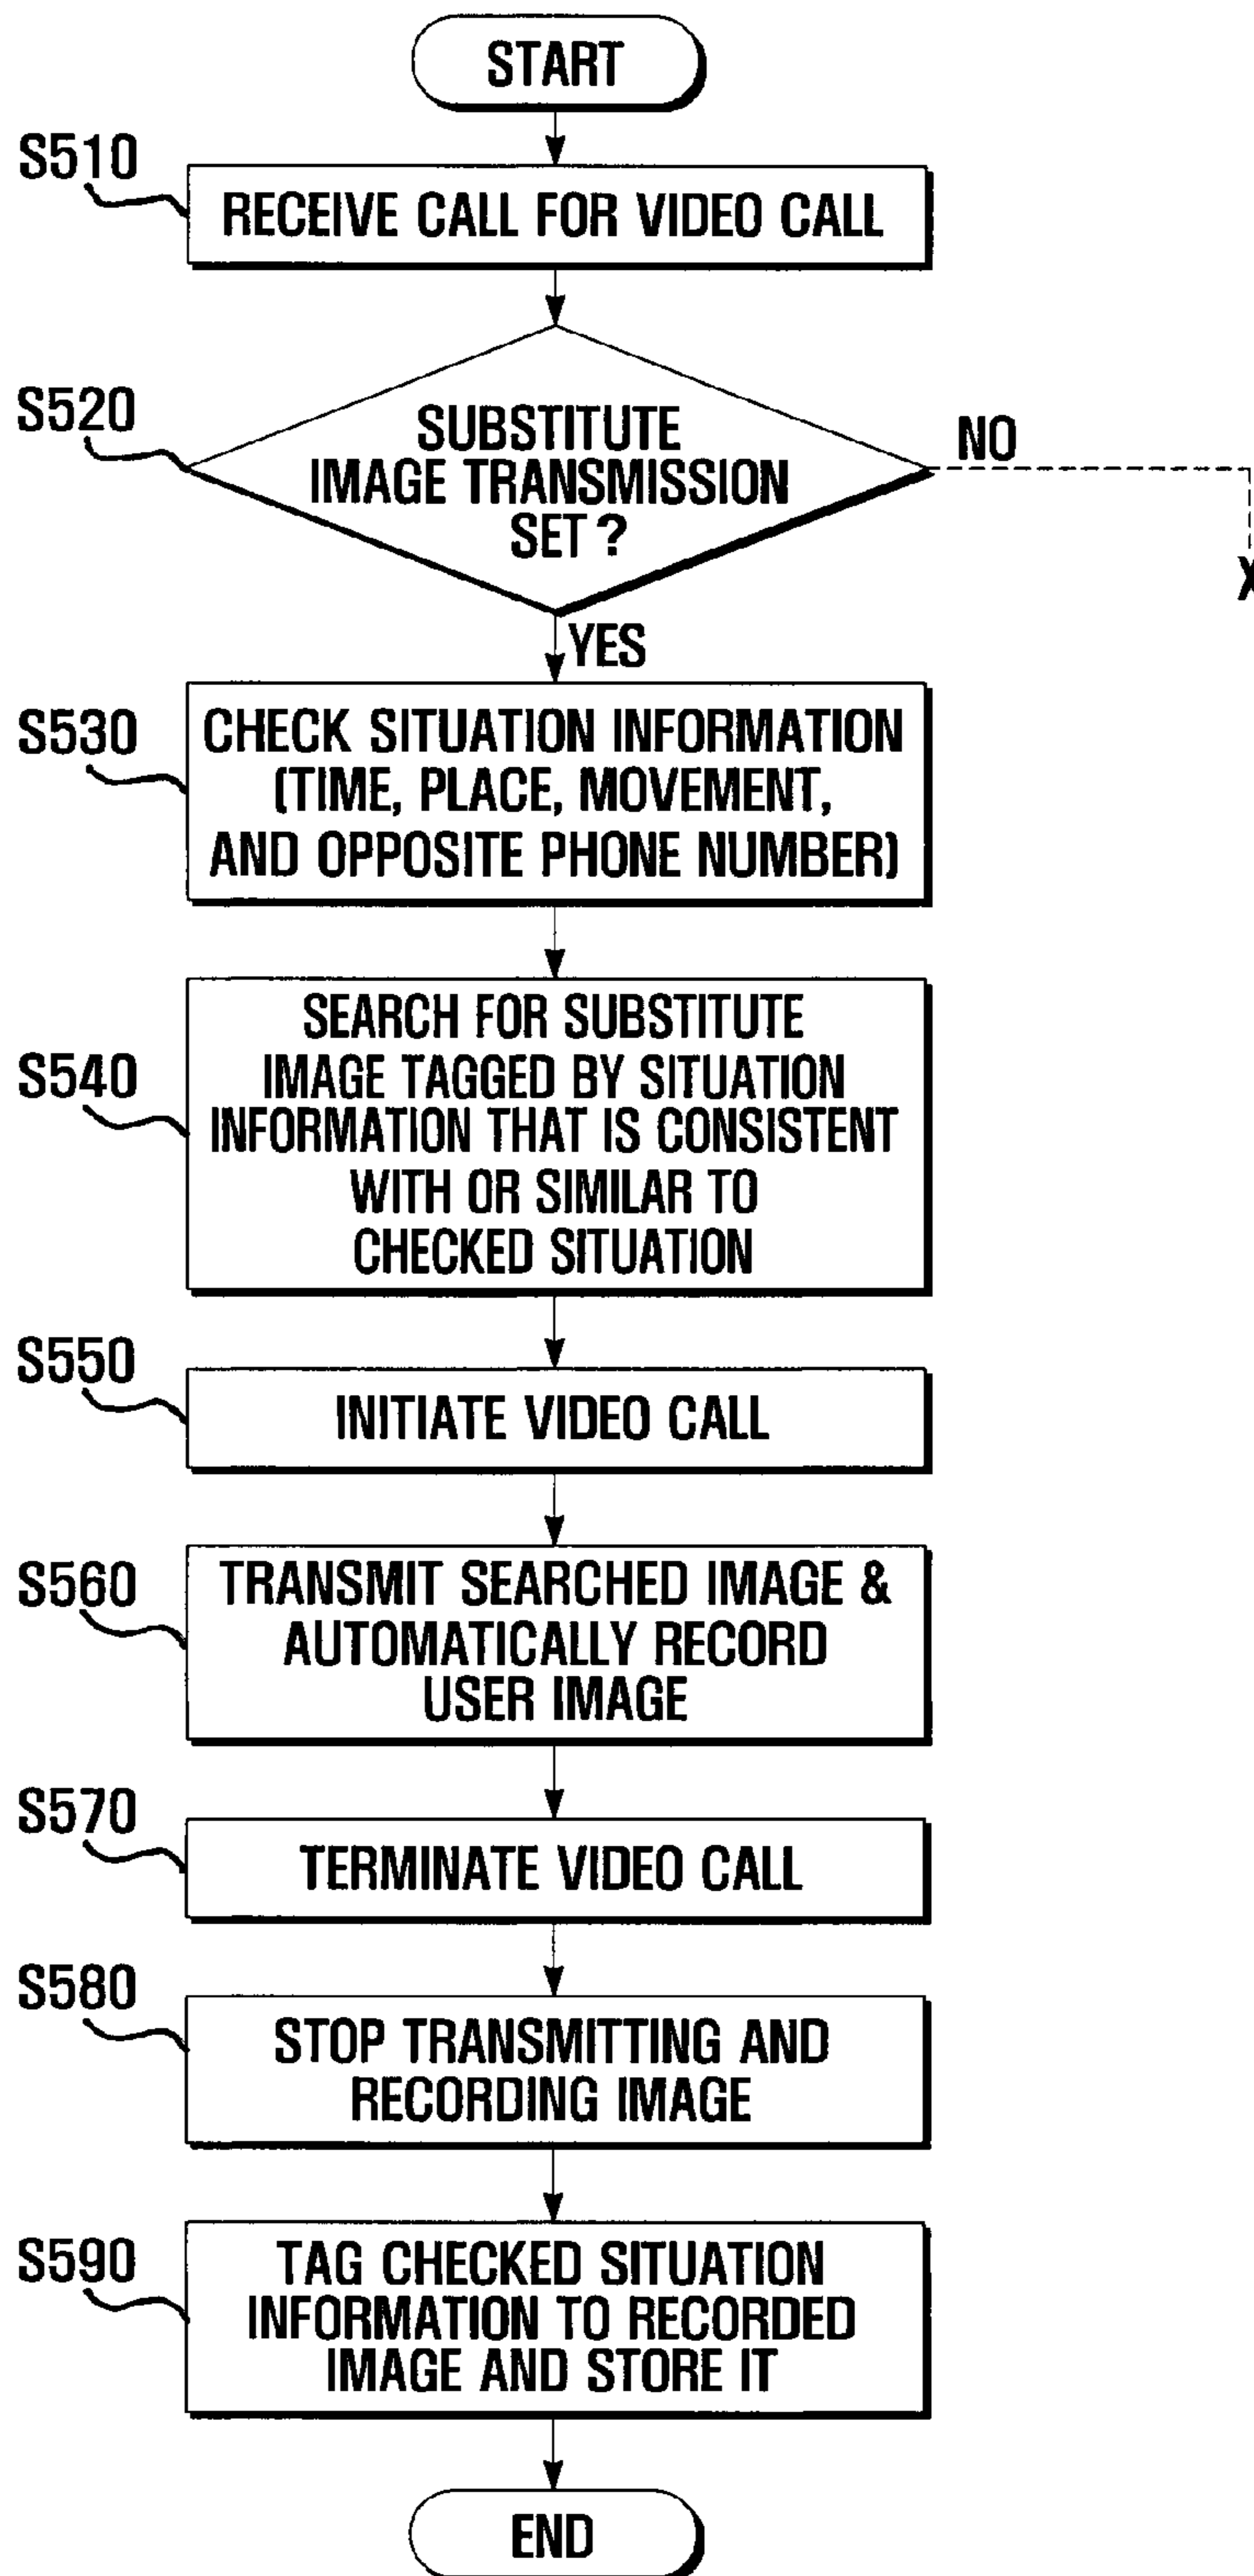 START
S510
RECEIVE CALL FOR VIDEO CALL
S520
SUBSTITUTE
IMAGE TRANSMISSION
SET?
NO
X
YES
S530
CHECK SITUATION INFORMATION
(TIME, PLACE, MOVEMENT,
AND OPPOSITE PHONE NUMBER)
S540
SEARCH FOR SUBSTITUTE
IMAGE TAGGED BY SITUATION
INFORMATION THAT IS CONSISTENT
WITH OR SIMILAR TO
CHECKED SITUATION
S550
INITIATE VIDEO CALL
S560
TRANSMIT SEARCHED IMAGE &
AUTOMATICALLY RECORD
USER IMAGE
S570
TERMINATE VIDEO CALL
S580
STOP TRANSMITTING AND
RECORDING IMAGE
S590
TAG CHECKED SITUATION
INFORMATION TO RECORDED
IMAGE AND STORE IT
END